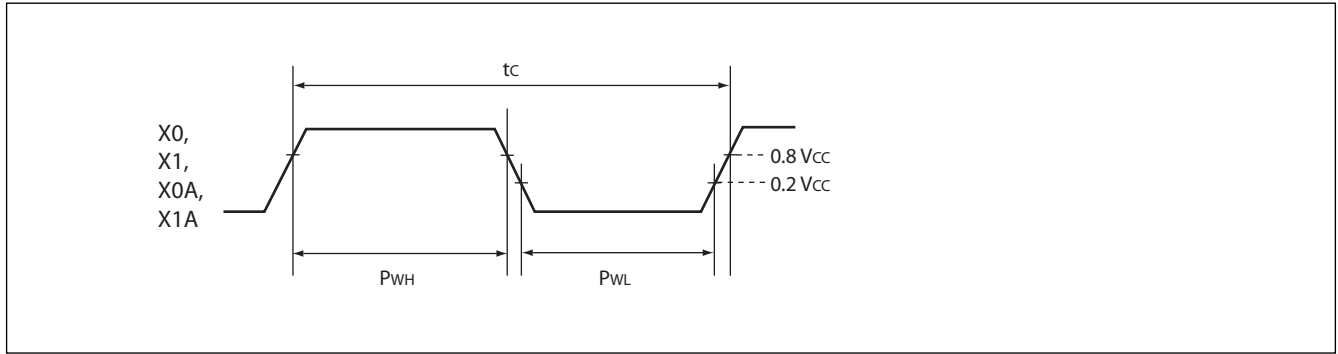 tC
X0,
X1,
X0A,
X1A
0.8 VCC
0.2 VCC
PWH
PWL